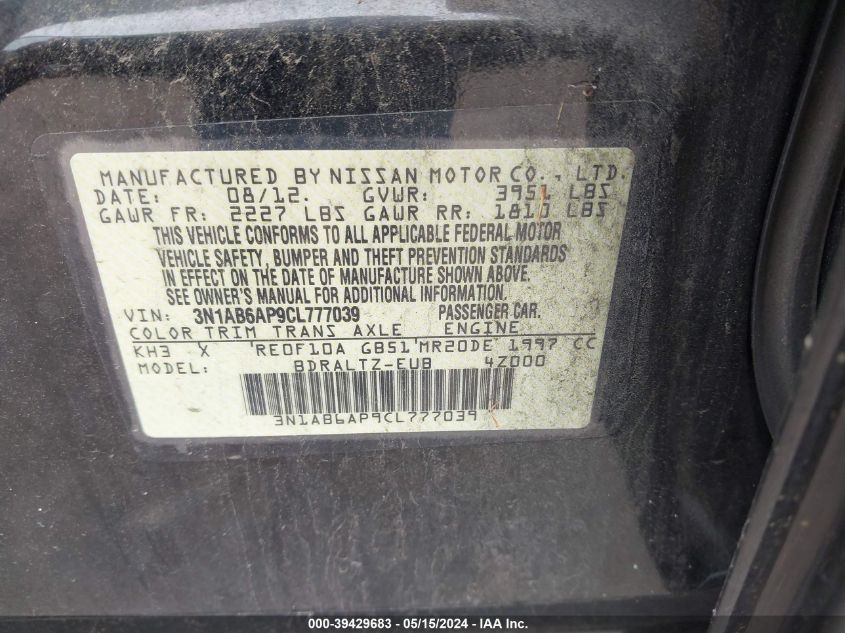 MANUFACTURED BY NISSAN MOTOR CO., LTD.
DATE: 08/12. GVWR: 3951 LBS
GAWR FR: 2227 LBS GAWR RR: 1811 LBS
THIS VEHICLE CONFORMS TO ALL APPLICABLE FEDERAL MOTOR
VEHICLE SAFETY, BUMPER AND THEFT PREVENTION STANDARDS
IN EFFECT ON THE DATE OF MANUFACTURE SHOWN ABOVE.
SEE OWNER'S MANUAL FOR ADDITIONAL INFORMATION.
VIN: 3N1AB6AP9CL777039 PASSENGER CAR.
COLOR TRIM TRANS AXLE ENGINE
KH3 X RE0F10A GB51 MR20DE 1997 CC
MODEL: BDRALTZ-EUB 4Z000
3N1AB6AP9CL777039
000-39429683 - 05/15/2024 - IAA Inc.